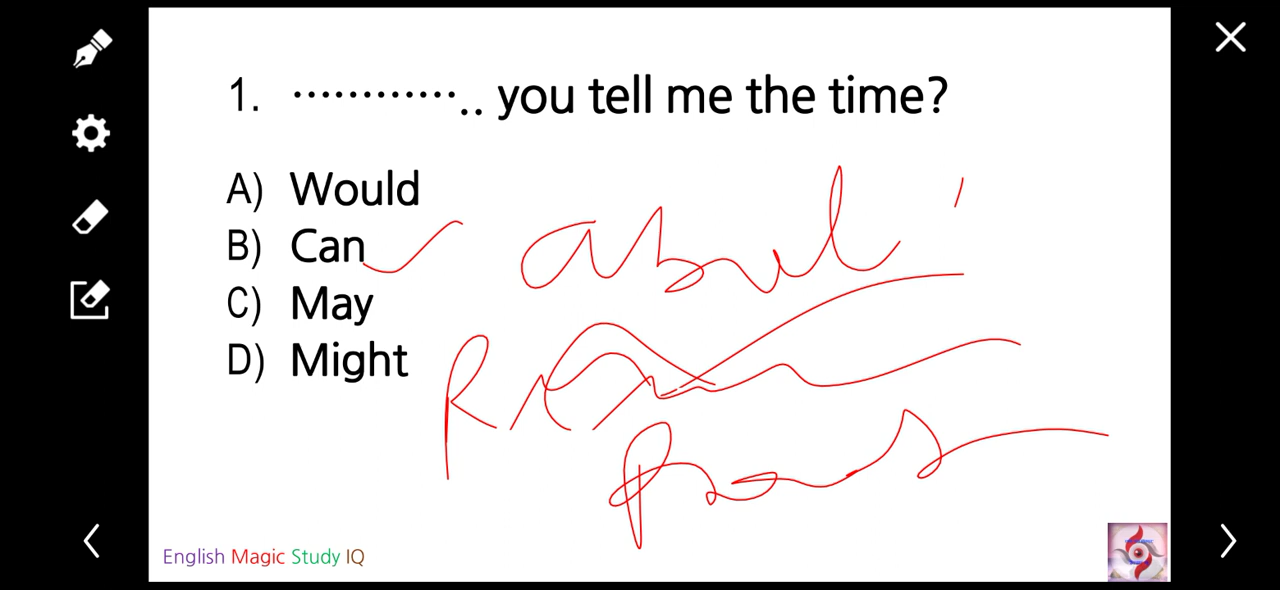 1. ………….. you tell me the time?
A) Would
B) Can
C) May
D) Might
English Magic Study IQ